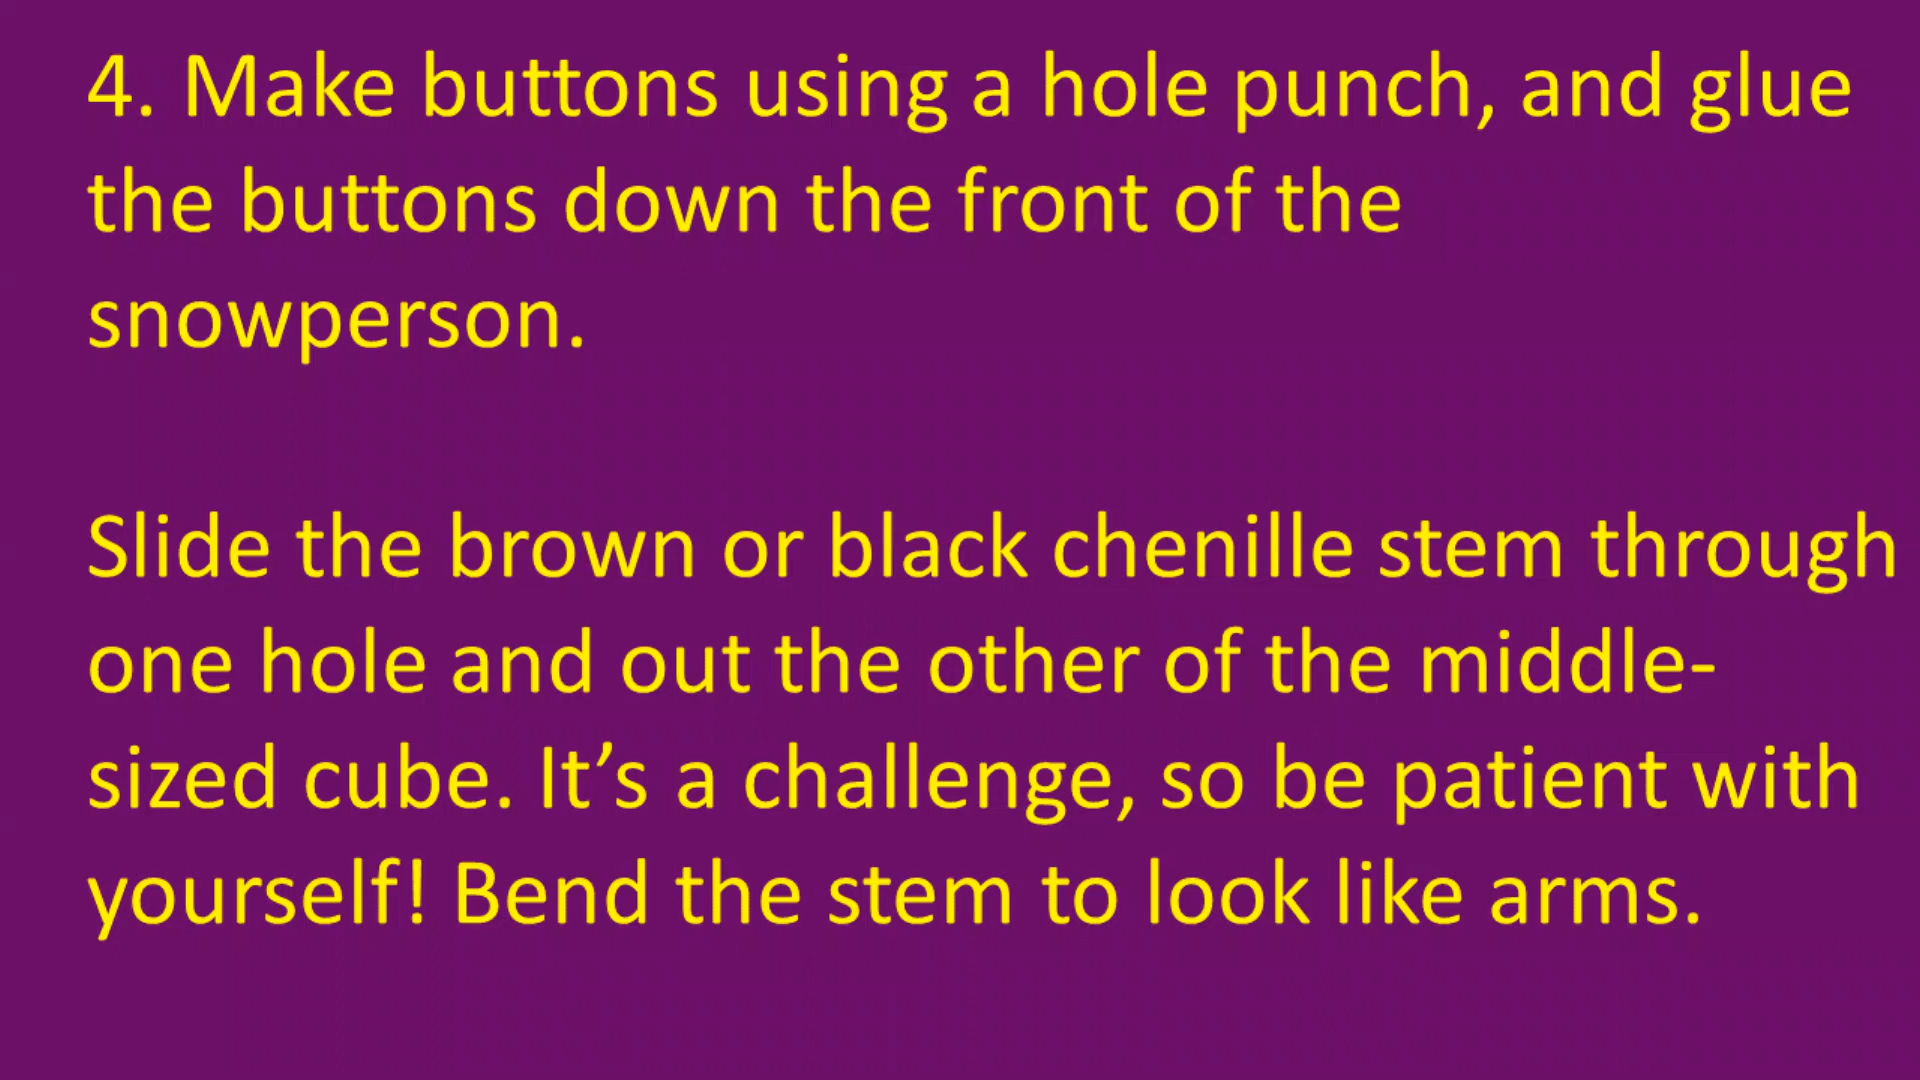 4. Make buttons using a hole punch, and glue
the buttons down the front of the
snowperson.
Slide the brown or black chenille stem through
one hole and out the other of the middle-
sized cube. It’s a challenge, so be patient with
yourself! Bend the stem to look like arms.